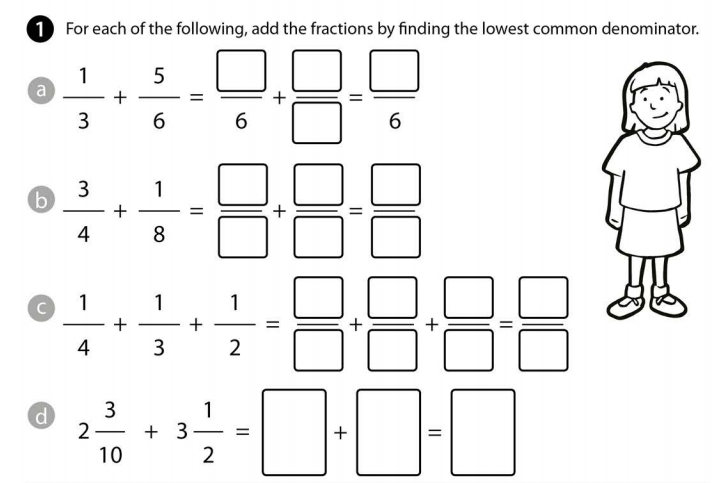 1 For each of the following, add the fractions by finding the lowest common denominator.
a 1/3 + 5/6 = /6 + = /6
b 3/4 + 1/8 = + =
c 1/4 + 1/3 + 1/2 = + + =
d 2 3/10 + 3 1/2 = + =